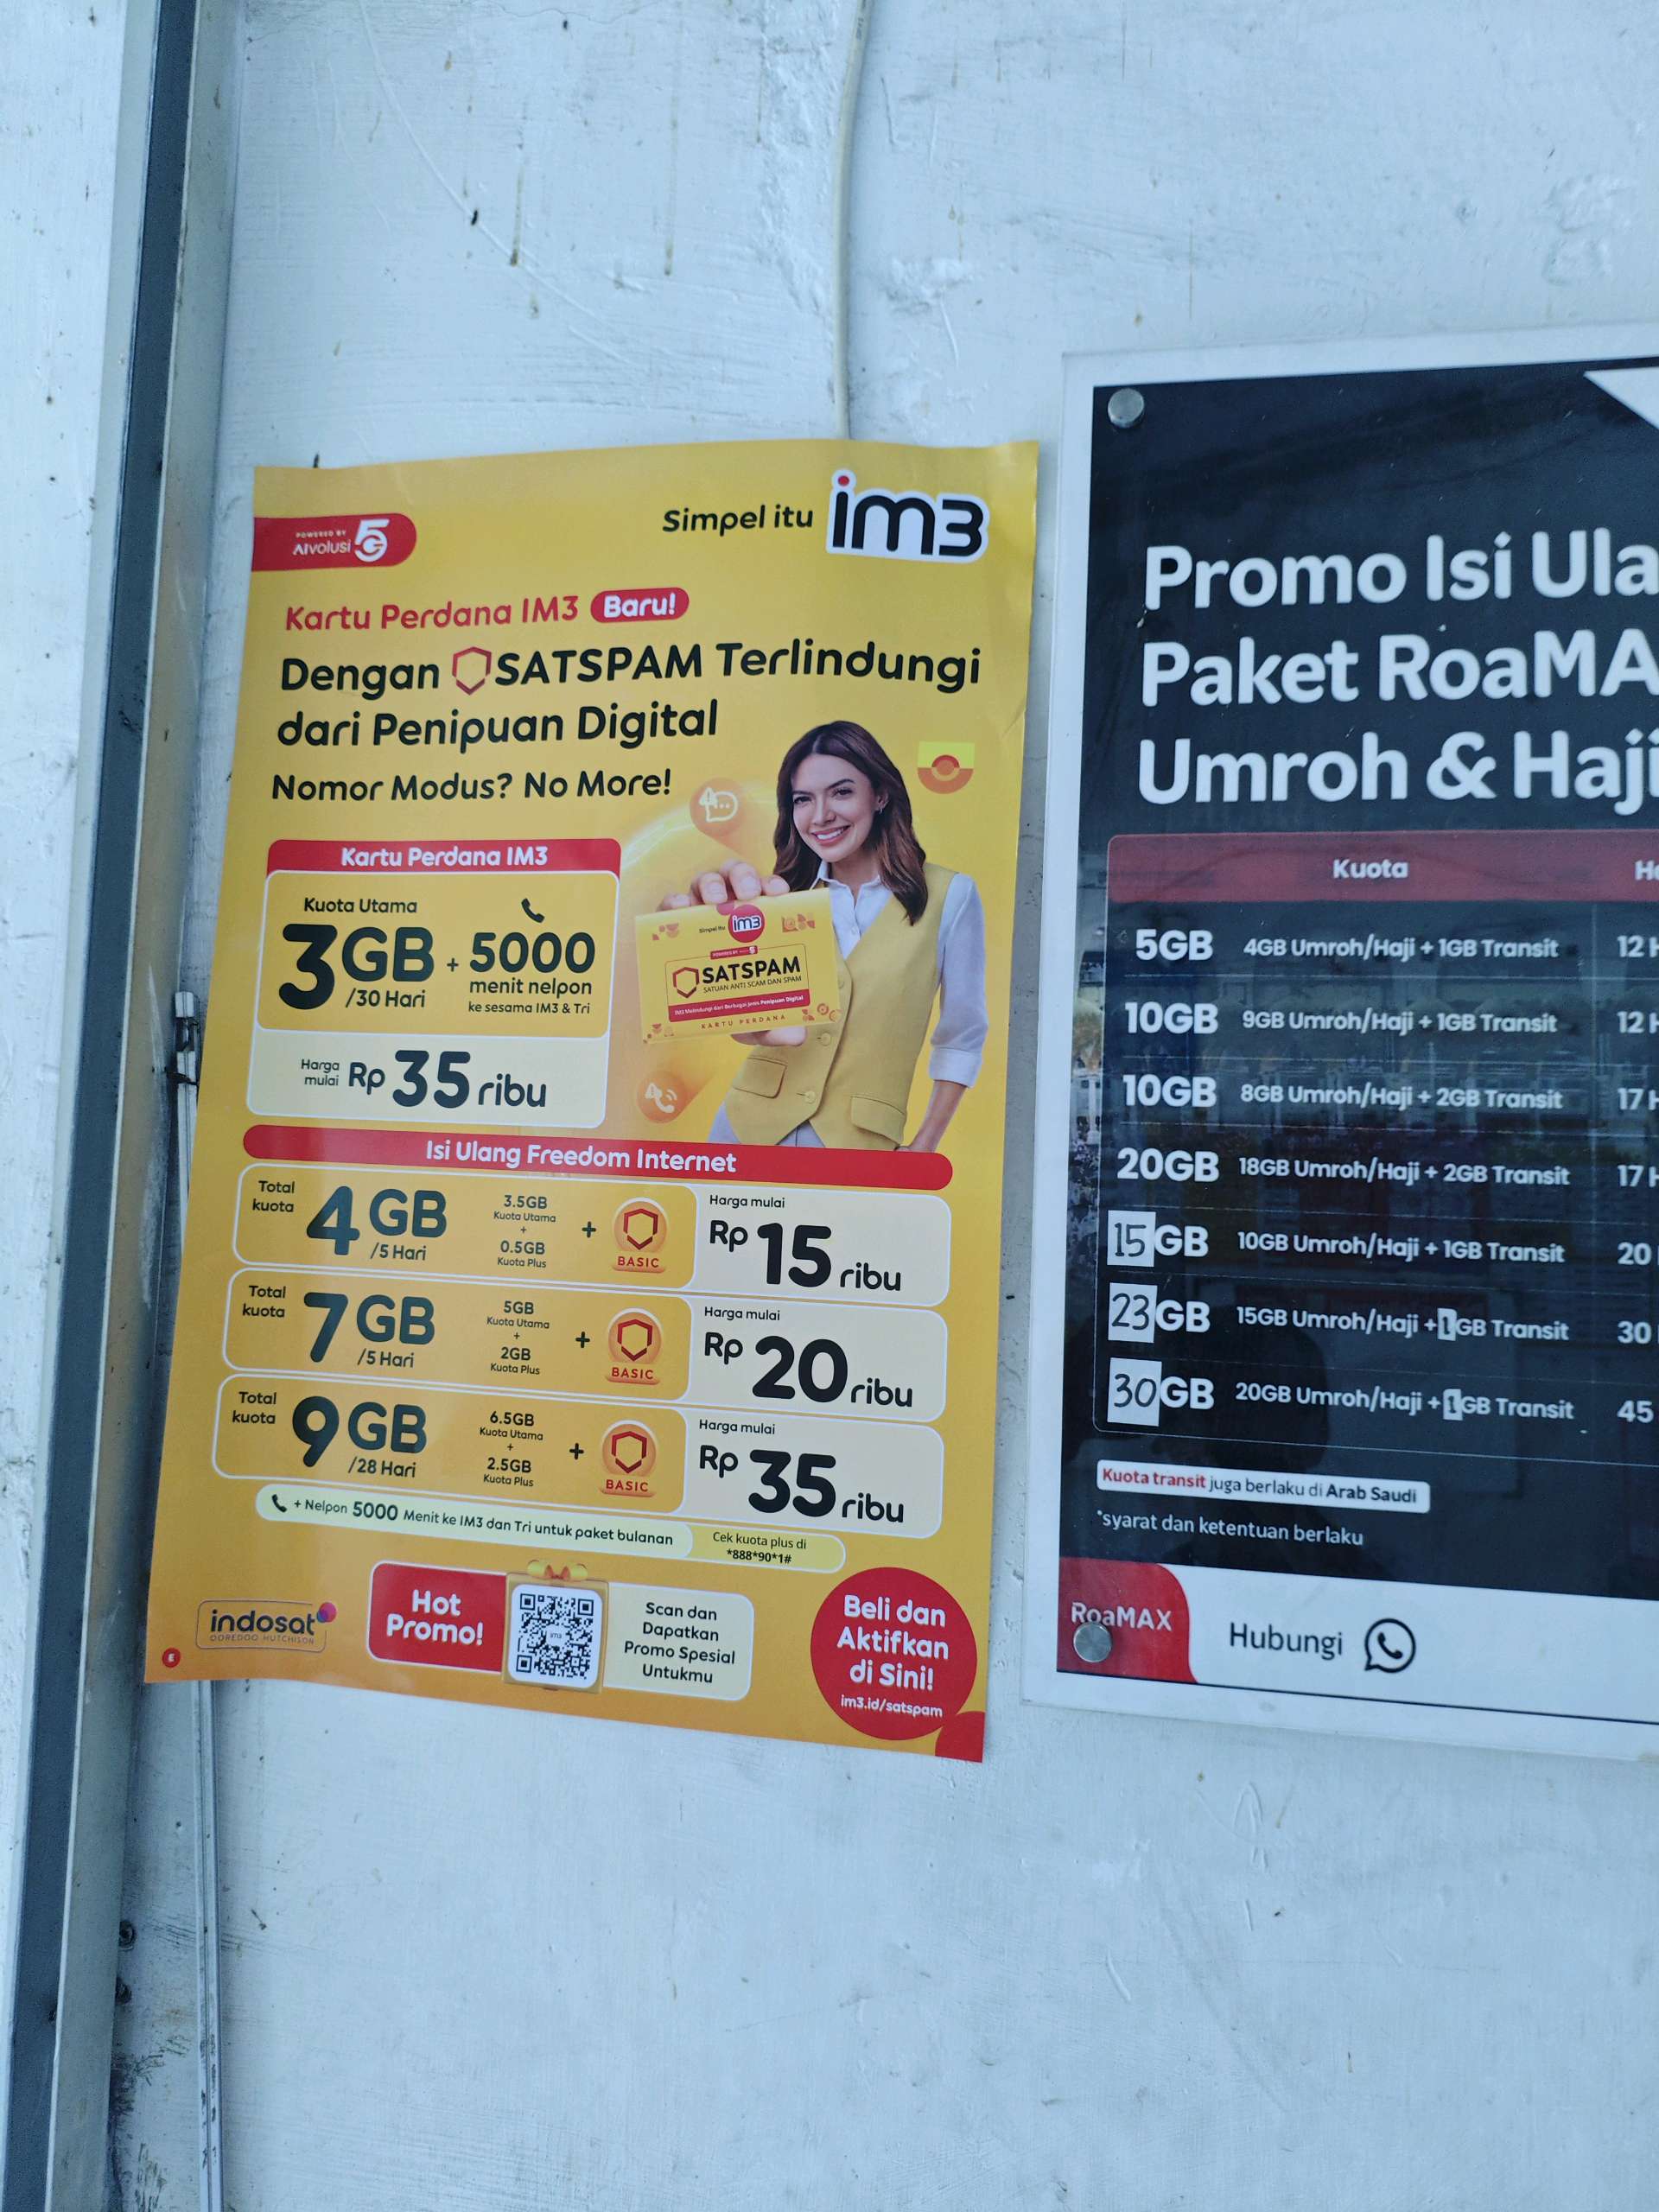 POWERED BY
AIvolusi 5G
Simpel itu im3
Kartu Perdana IM3 Baru!
Dengan SATSPAM Terlindungi
dari Penipuan Digital
Nomor Modus? No More!
Kartu Perdana IM3
Kuota Utama
3GB + 5000
/30 Hari
menit nelpon
ke sesama IM3 & Tri
Harga
mulai
Rp 35 ribu
Simpel itu im3
SATSPAM
SATUAN ANTI SCAM DAN SPAM
IM3 Melindungi dari Berbagai Jenis Penipuan Digital
KARTU PERDANA
Isi Ulang Freedom Internet
Total
kuota
4GB
/5 Hari
3.5GB
Kuota Utama
+
0.5GB
Kuota Plus
+
BASIC
Harga mulai
Rp 15 ribu
Total
kuota
7GB
/5 Hari
5GB
Kuota Utama
+
2GB
Kuota Plus
+
BASIC
Harga mulai
Rp 20 ribu
Total
kuota
9GB
/28 Hari
6.5GB
Kuota Utama
+
2.5GB
Kuota Plus
+
BASIC
Harga mulai
Rp 35 ribu
+ Nelpon 5000 Menit ke IM3 dan Tri untuk paket bulanan
Cek kuota plus di
*888*90*1#
indosat
OOREDOO HUTCHISON
Hot
Promo!
Scan dan
Dapatkan
Promo Spesial
Untukmu
Beli dan
Aktifkan
di Sini!
im3.id/satspam
E
Promo Isi Ula
Paket RoaMA
Umroh & Haji
Kuota
5GB 4GB Umroh/Haji + 1GB Transit 12 H
10GB 9GB Umroh/Haji + 1GB Transit 12 H
10GB 8GB Umroh/Haji + 2GB Transit 17 H
20GB 18GB Umroh/Haji + 2GB Transit 17 H
15GB 10GB Umroh/Haji + 1GB Transit 20
23GB 15GB Umroh/Haji + 1GB Transit 30
30GB 20GB Umroh/Haji + 1GB Transit 45
Kuota transit juga berlaku di Arab Saudi
*syarat dan ketentuan berlaku
RoaMAX
Hubungi